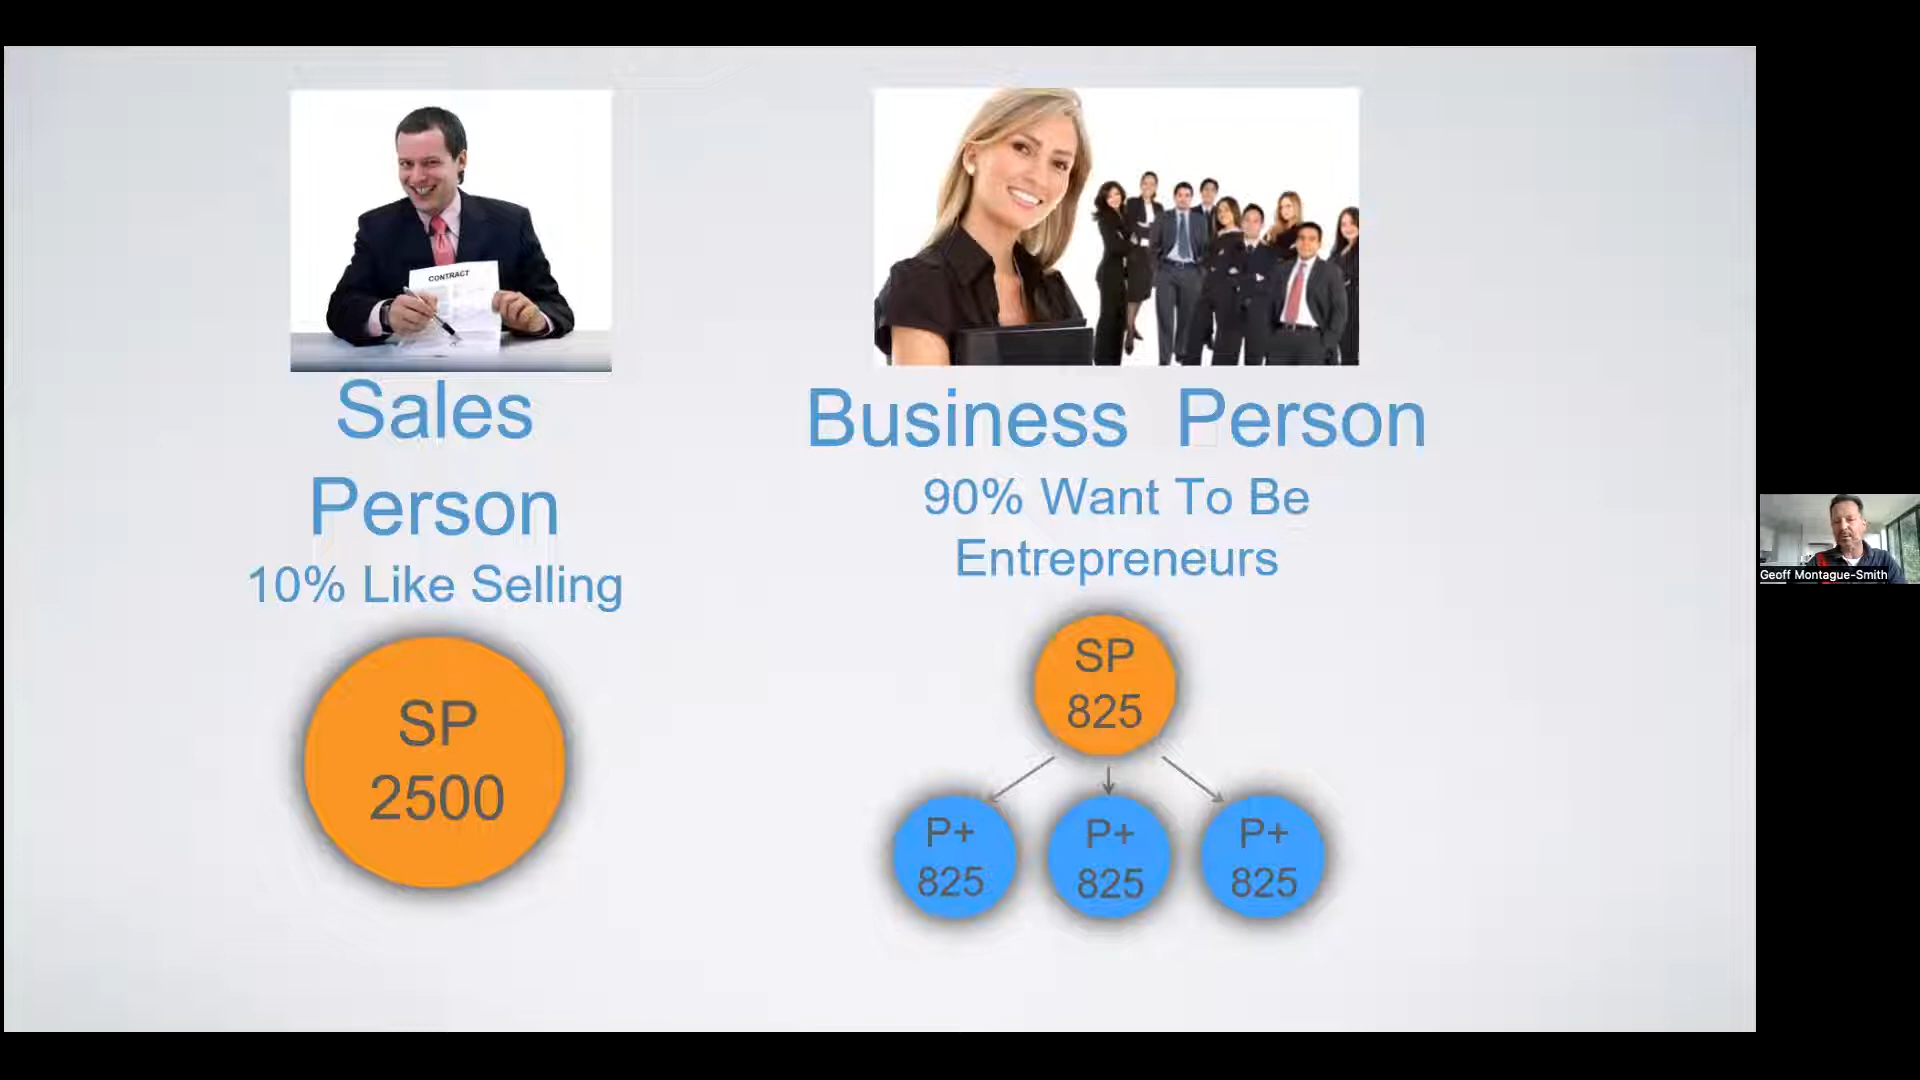 CONTRACT
Sales
Person
10% Like Selling
SP
2500
Business Person
90% Want To Be
Entrepreneurs
SP
825
P+
825
P+
825
P+
825
Geoff Montague-Smith